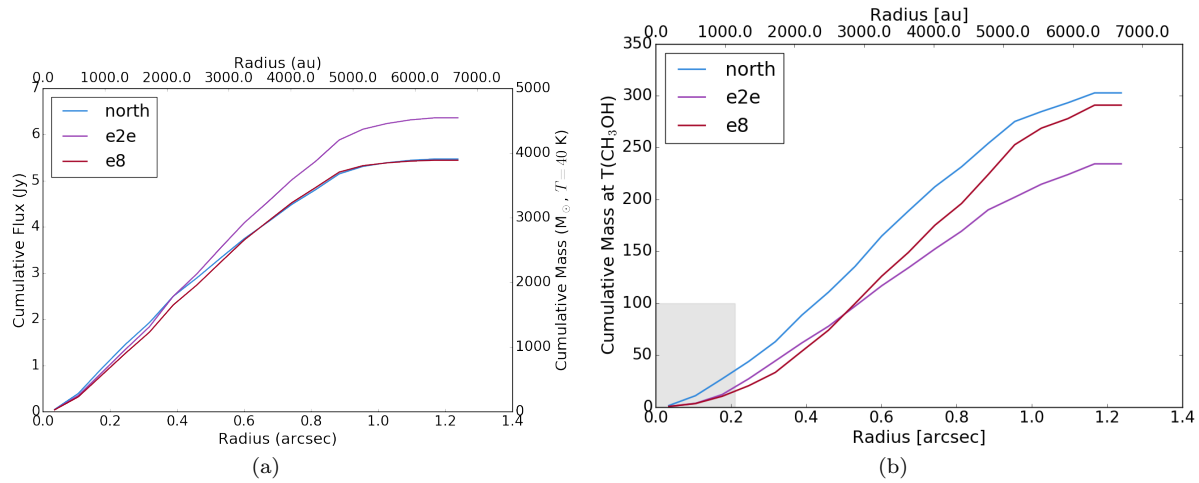 Radius (au)
0.0 1000.0 2000.0 3000.0 4000.0 5000.0 6000.0 7000.0
7
6
5
4
3
2
1
0
Cumulative Flux (Jy)
north
e2e
e8
5000
4000
3000
2000
1000
0
Cumulative Mass (M☉, T = 40 K)
0.0 0.2 0.4 0.6 0.8 1.0 1.2 1.4
Radius (arcsec)
(a)
Radius [au]
0.0 1000.0 2000.0 3000.0 4000.0 5000.0 6000.0 7000.0
350
300
250
200
150
100
50
0
Cumulative Mass at T(CH₃OH)
north
e2e
e8
0.0 0.2 0.4 0.6 0.8 1.0 1.2 1.4
Radius [arcsec]
(b)